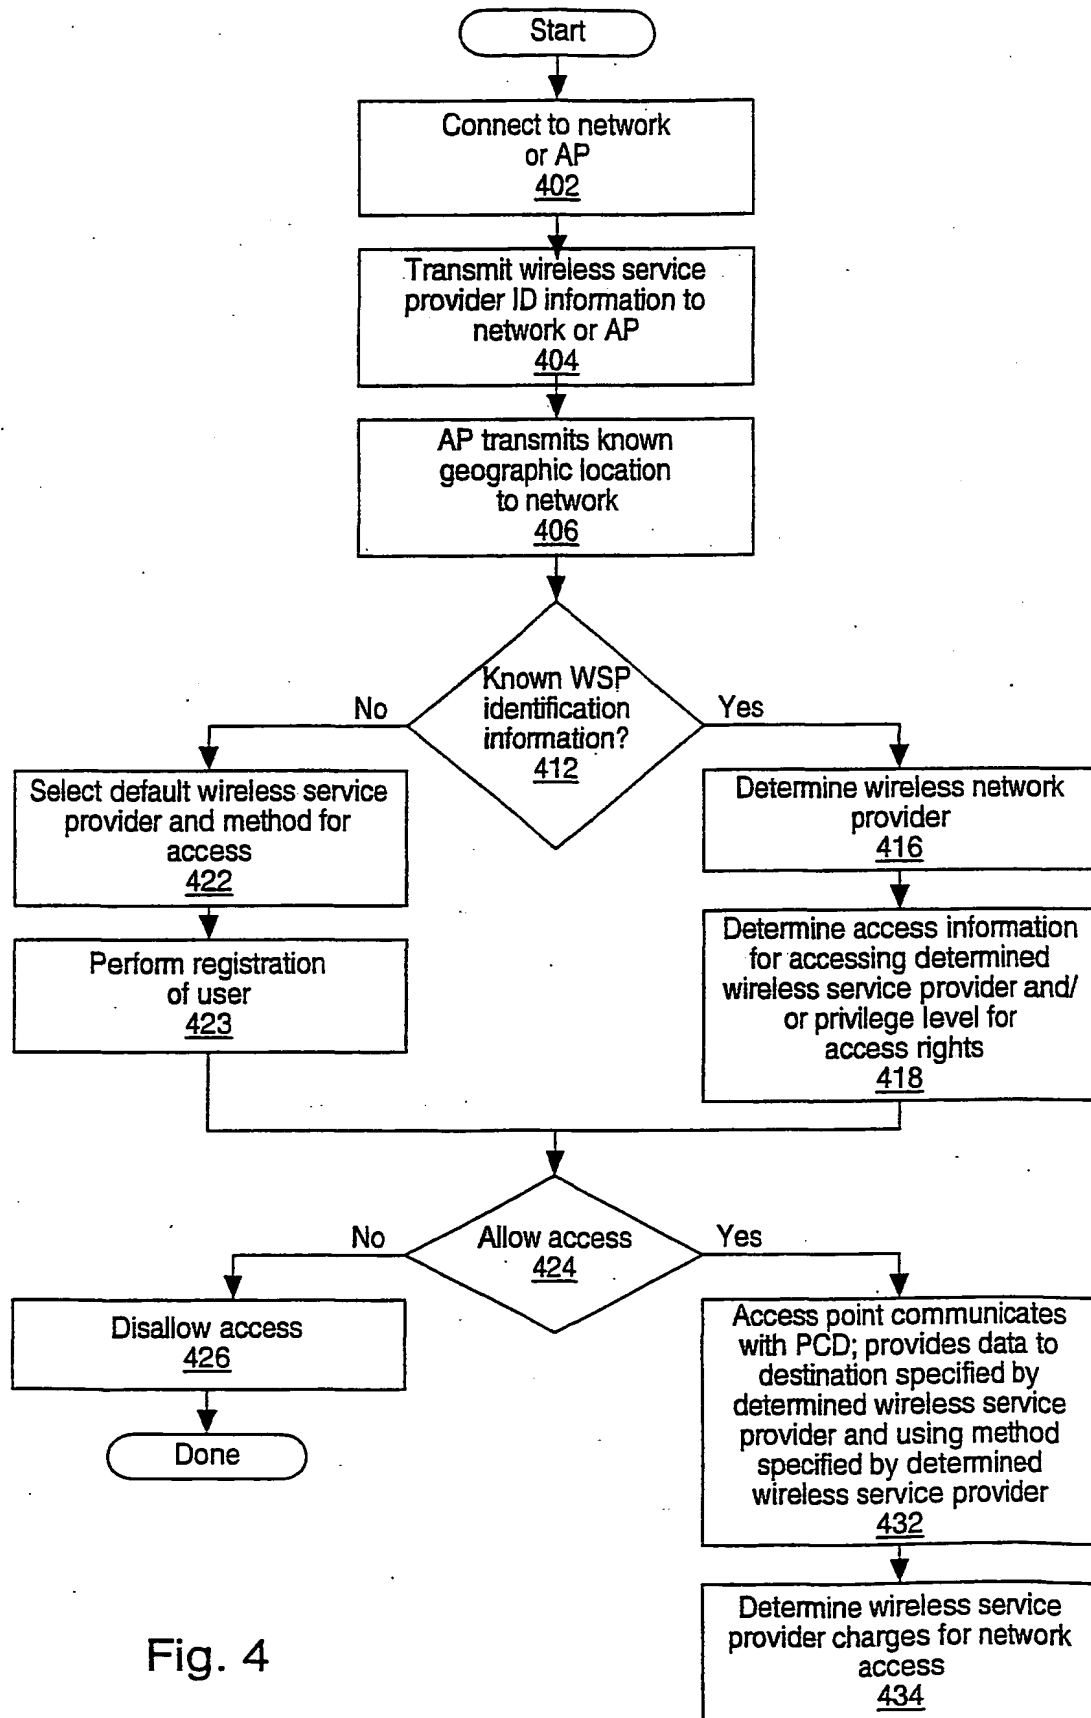 Start
Connect to network
or AP
402
Transmit wireless service
provider ID information to
network or AP
404
AP transmits known
geographic location
to network
406
Known WSP
identification
information?
412
No
Yes
Select default wireless service
provider and method for
access
422
Perform registration
of user
423
Determine wireless network
provider
416
Determine access information
for accessing determined
wireless service provider and/
or privilege level for
access rights
418
Allow access
424
No
Yes
Disallow access
426
Done
Access point communicates
with PCD; provides data to
destination specified by
determined wireless service
provider and using method
specified by determined
wireless service provider
432
Determine wireless service
provider charges for network
access
434
Fig. 4